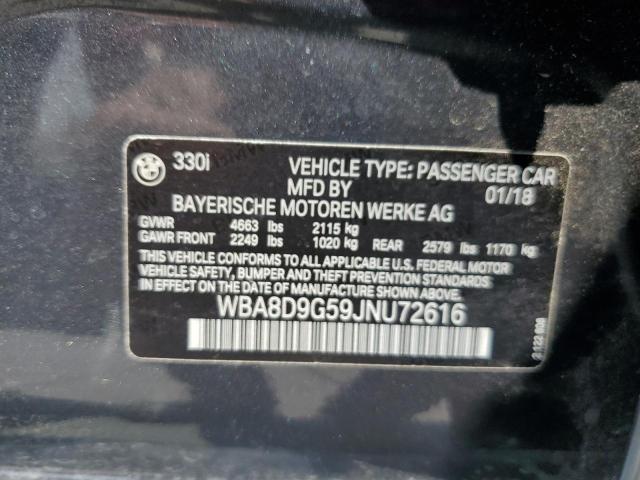 330i VEHICLE TYPE: PASSENGER CAR
MFD BY 01/18
BAYERISCHE MOTOREN WERKE AG
GVWR 4663 lbs 2115 kg
GAWR FRONT 2249 lbs 1020 kg REAR 2579 lbs 1170 kg
THIS VEHICLE CONFORMS TO ALL APPLICABLE U.S. FEDERAL MOTOR
VEHICLE SAFETY, BUMPER AND THEFT PREVENTION STANDARDS
IN EFFECT ON THE DATE OF MANUFACTURE SHOWN ABOVE.
WBA8D9G59JNU72616